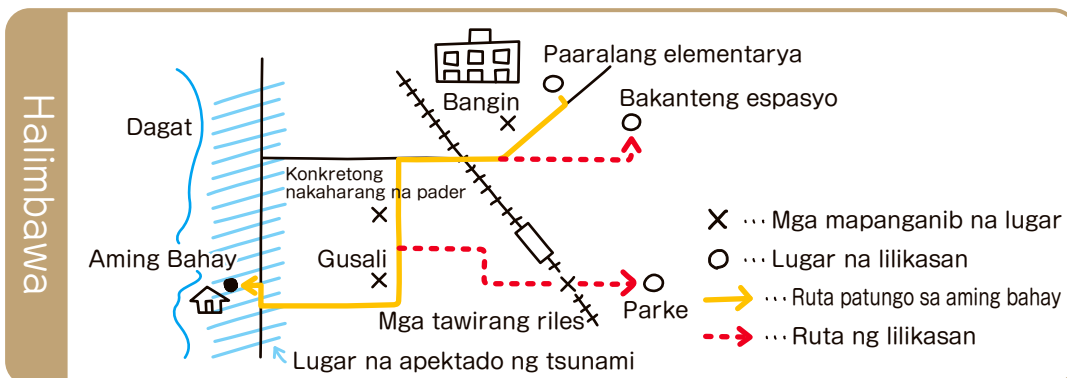 Halimbawa
Paaralang elementarya
Bangin
Bakanteng espasyo
Dagat
Konkretong
nakaharang na pader
Aming Bahay
Gusali
Mga tawirang riles
Parke
Lugar na apektado ng tsunami
… Mga mapanganib na lugar
… Lugar na lilikasan
… Ruta patungo sa aming bahay
… Ruta ng lilikasan